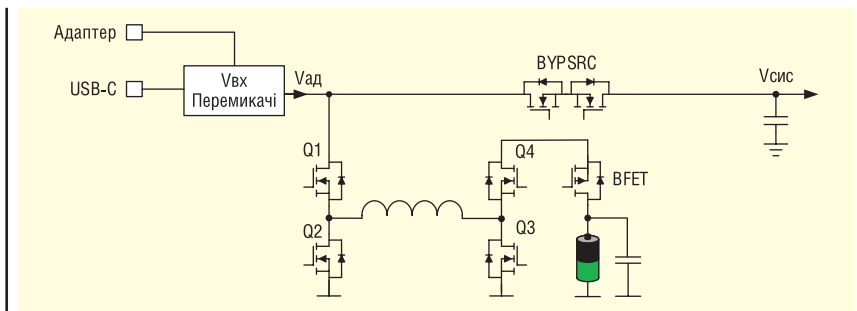 Адаптер
USB-C
Vвх
Перемикачі
Vад
BYPSRC
Vсис
Q1
Q4
BFET
Q2
Q3